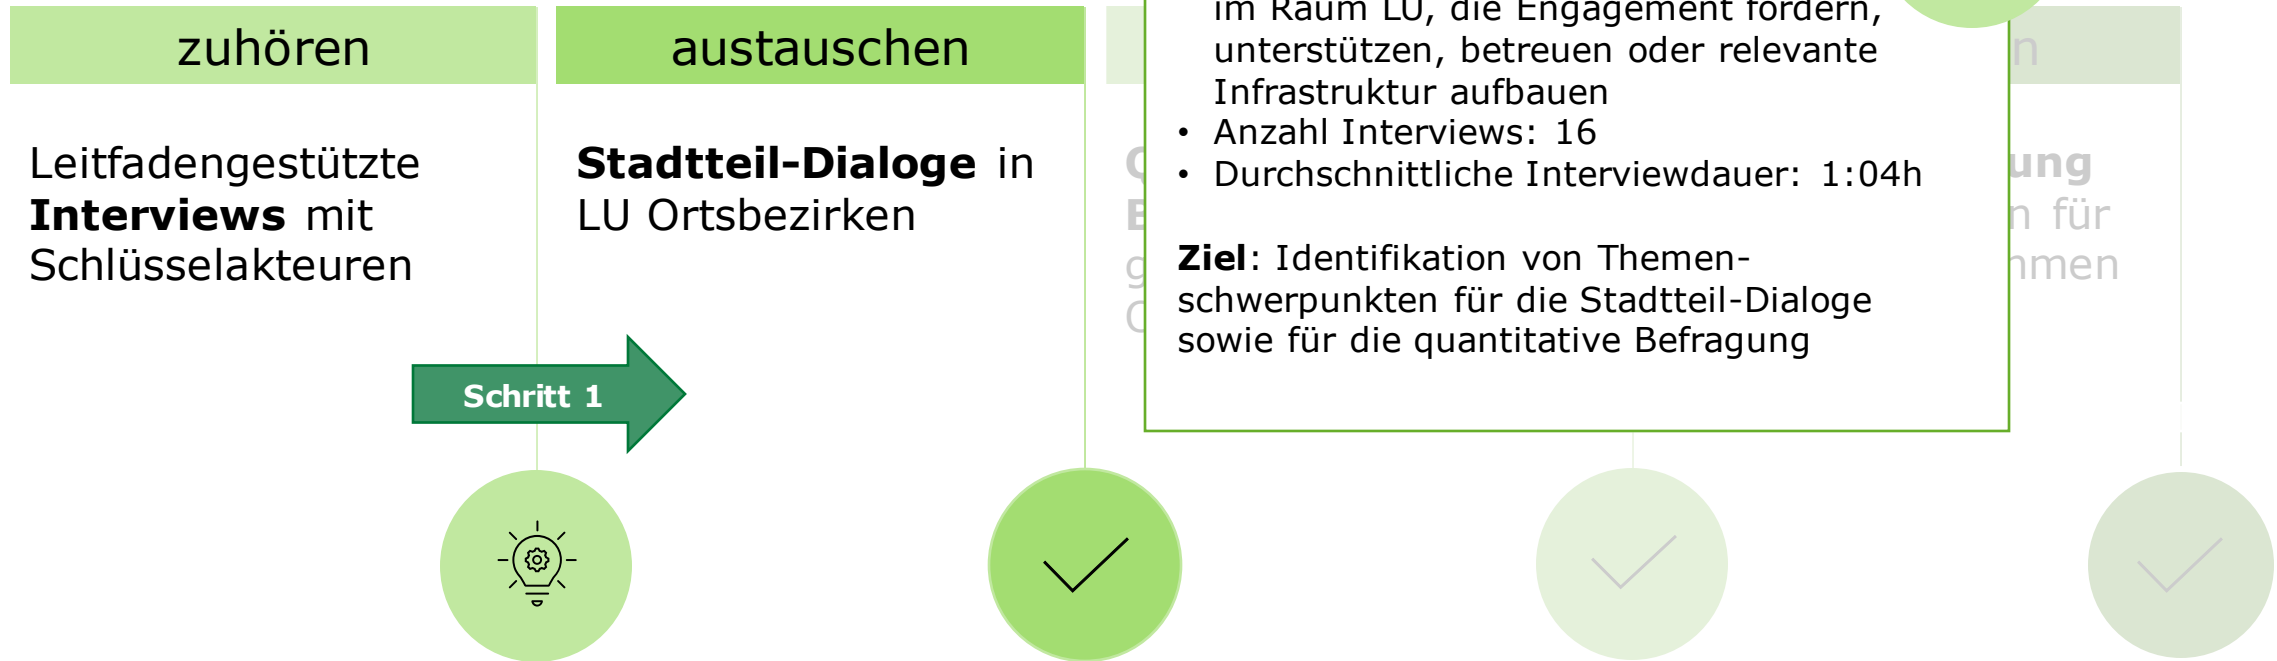 zuhören
Leitfadengestützte
Interviews mit
Schlüsselakteuren
Schritt 1
austauschen
Stadtteil-Dialoge in
LU Ortsbezirken
im Raum LU, die Engagement fördern,
unterstützen, betreuen oder relevante
Infrastruktur aufbauen
• Anzahl Interviews: 16
• Durchschnittliche Interviewdauer: 1:04h
Ziel: Identifikation von Themen-
schwerpunkten für die Stadtteil-Dialoge
sowie für die quantitative Befragung
n
ung
n für
hmen